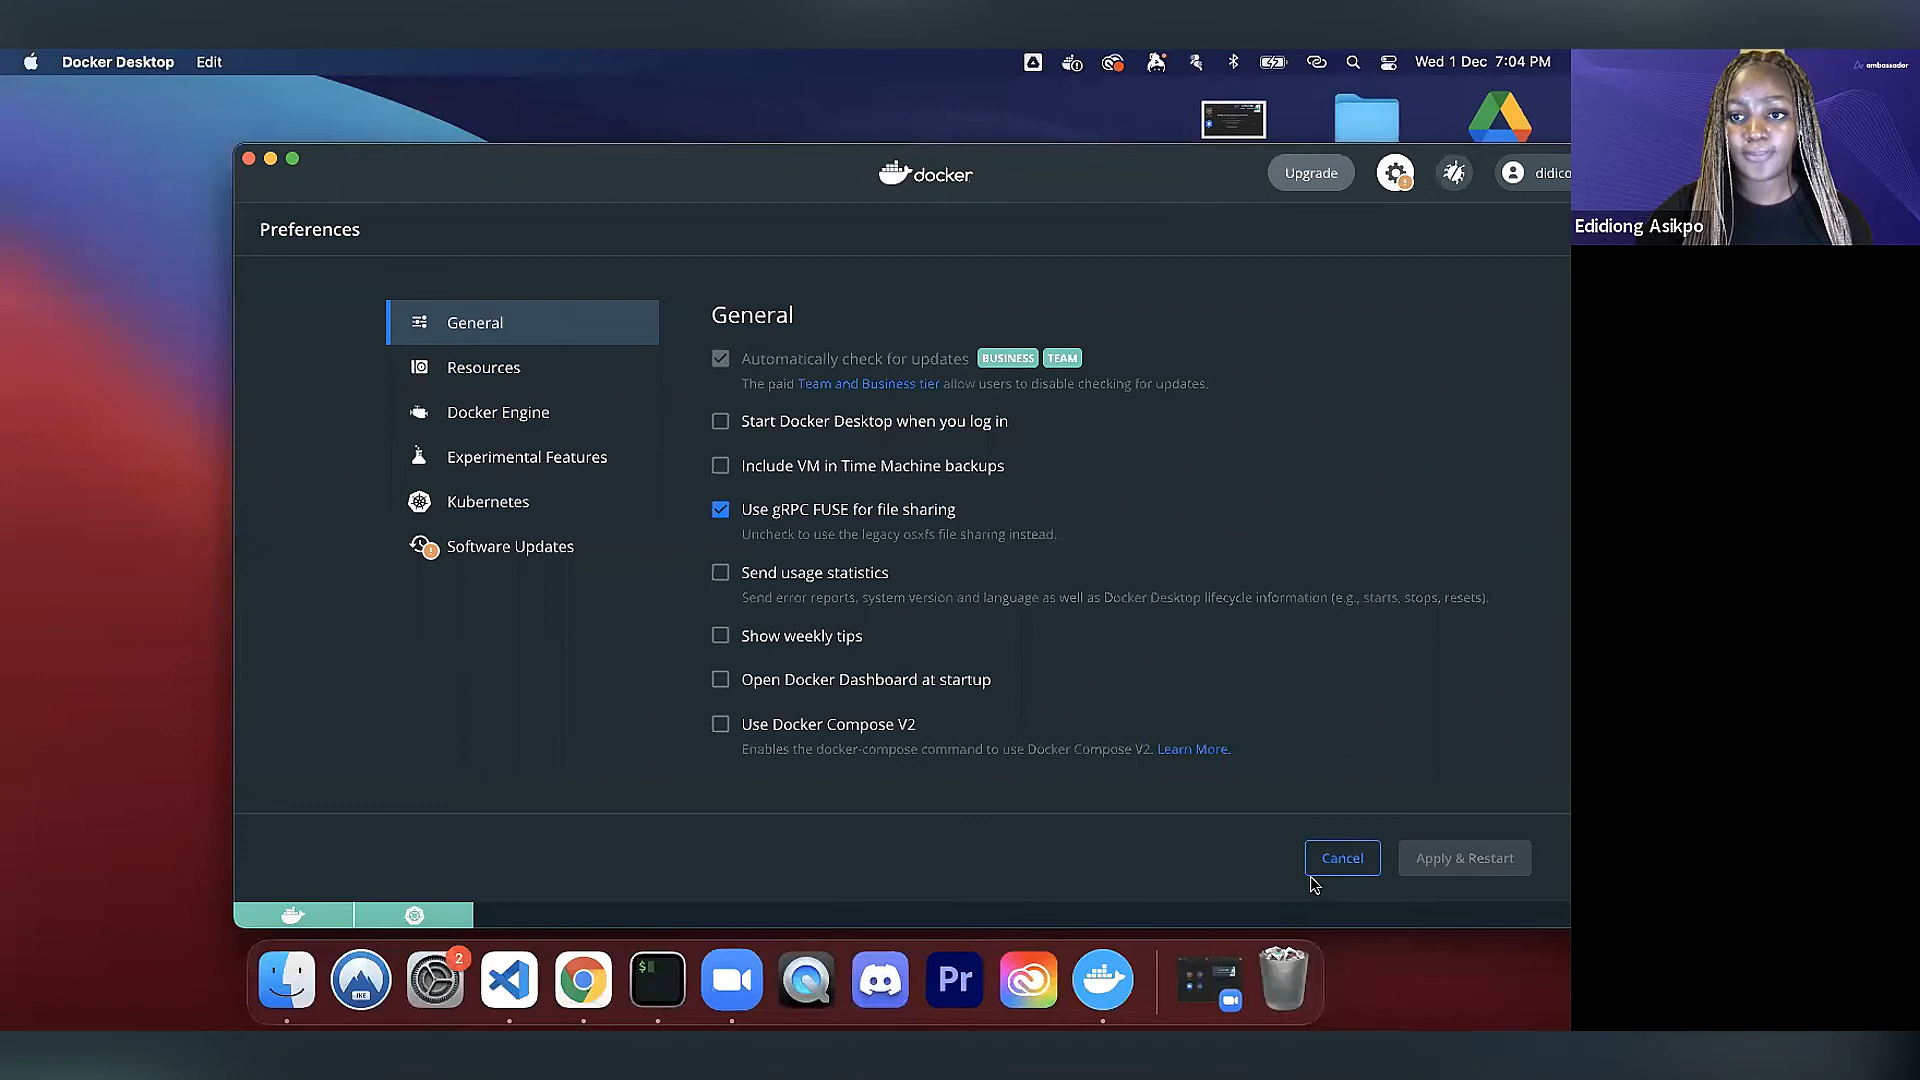 Docker Desktop Edit
Wed 1 Dec 7:04 PM
ambassador
Edidiong Asikpo
docker
Upgrade
didico
Preferences
General
Resources
Docker Engine
Experimental Features
Kubernetes
Software Updates
General
Automatically check for updates BUSINESS TEAM
The paid Team and Business tier allow users to disable checking for updates.
Start Docker Desktop when you log in
Include VM in Time Machine backups
Use gRPC FUSE for file sharing
Uncheck to use the legacy osxfs file sharing instead.
Send usage statistics
Send error reports, system version and language as well as Docker Desktop lifecycle information (e.g., starts, stops, resets).
Show weekly tips
Open Docker Dashboard at startup
Use Docker Compose V2
Enables the docker-compose command to use Docker Compose V2. Learn More.
Cancel
Apply & Restart
IKE
2
$
Pr